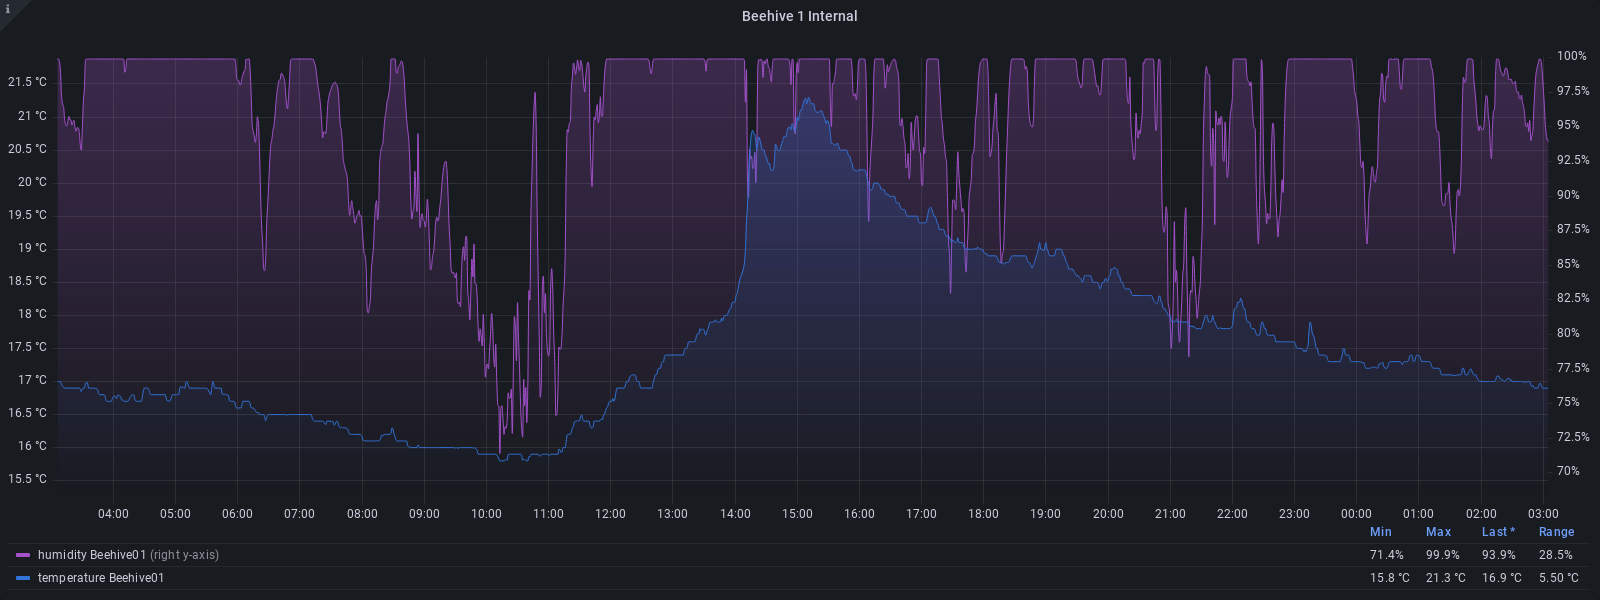 i
Beehive 1 Internal
21.5 °C
21 °C
20.5 °C
20 °C
19.5 °C
19 °C
18.5 °C
18 °C
17.5 °C
17 °C
16.5 °C
16 °C
15.5 °C
100%
97.5%
95%
92.5%
90%
87.5%
85%
82.5%
80%
77.5%
75%
72.5%
70%
04:00 05:00 06:00 07:00 08:00 09:00 10:00 11:00 12:00 13:00 14:00 15:00 16:00 17:00 18:00 19:00 20:00 21:00 22:00 23:00 00:00 01:00 02:00 03:00
Min Max Last * Range
humidity Beehive01 (right y-axis) 71.4% 99.9% 93.9% 28.5%
temperature Beehive01 15.8 °C 21.3 °C 16.9 °C 5.50 °C